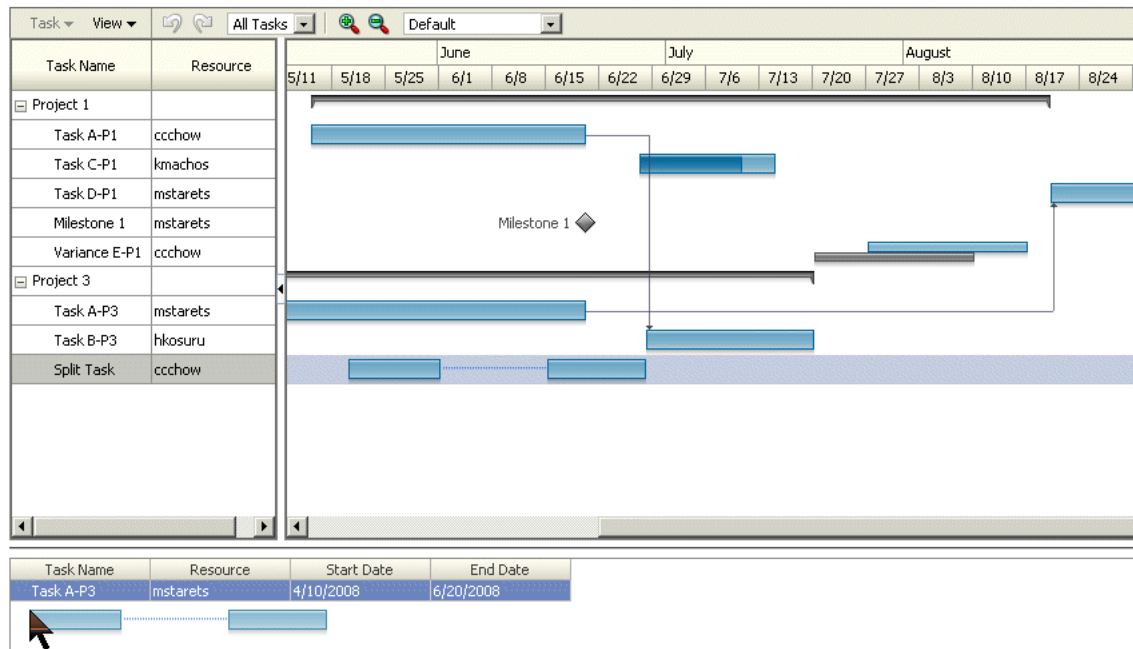 Task View All Tasks Default
Task Name Resource
June July August
5/11 5/18 5/25 6/1 6/8 6/15 6/22 6/29 7/6 7/13 7/20 7/27 8/3 8/10 8/17 8/24
Project 1
Task A-P1 ccchow
Task C-P1 kmachos
Task D-P1 mstarets
Milestone 1 mstarets Milestone 1
Variance E-P1 ccchow
Project 3
Task A-P3 mstarets
Task B-P3 hkosuru
Split Task ccchow
Task Name Resource Start Date End Date
Task A-P3 mstarets 4/10/2008 6/20/2008